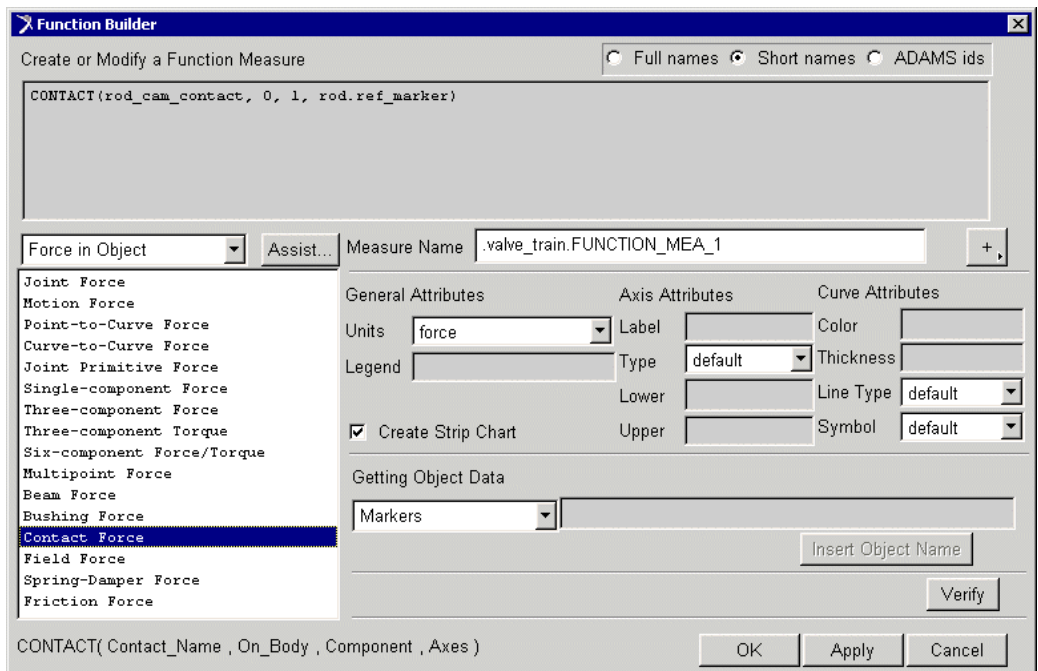 Function Builder
Create or Modify a Function Measure
Full names Short names ADAMS ids
CONTACT(rod_cam_contact, 0, 1, rod.ref_marker)
Force in Object
Assist...
Measure Name .valve_train.FUNCTION_MEA_1
+
Joint Force
Motion Force
Point-to-Curve Force
Curve-to-Curve Force
Joint Primitive Force
Single-component Force
Three-component Force
Three-component Torque
Six-component Force/Torque
Multipoint Force
Beam Force
Bushing Force
Contact Force
Field Force
Spring-Damper Force
Friction Force
General Attributes
Units force
Legend
Create Strip Chart
Axis Attributes
Label
Type default
Lower
Upper
Curve Attributes
Color
Thickness
Line Type default
Symbol default
Getting Object Data
Markers
Insert Object Name
Verify
CONTACT( Contact_Name , On_Body , Component , Axes )
OK Apply Cancel